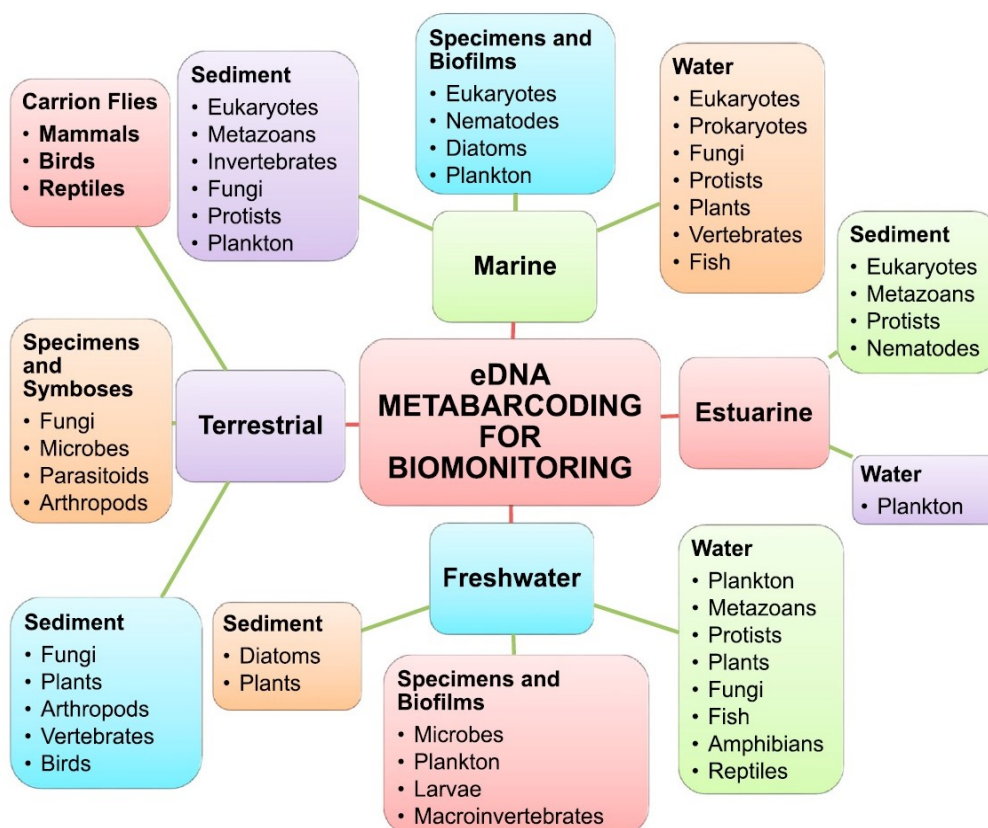 Carrion Flies
• Mammals
• Birds
• Reptiles
Sediment
• Eukaryotes
• Metazoans
• Invertebrates
• Fungi
• Protists
• Plankton
Specimens and
Biofilms
• Eukaryotes
• Nematodes
• Diatoms
• Plankton
Water
• Eukaryotes
• Prokaryotes
• Fungi
• Protists
• Plants
• Vertebrates
• Fish
Marine
Sediment
• Eukaryotes
• Metazoans
• Protists
• Nematodes
Specimens
and
Symboses
• Fungi
• Microbes
• Parasitoids
• Arthropods
Terrestrial
eDNA
METABARCODING
FOR
BIOMONITORING
Estuarine
Water
• Plankton
Freshwater
Sediment
• Fungi
• Plants
• Arthropods
• Vertebrates
• Birds
Sediment
• Diatoms
• Plants
Specimens and
Biofilms
• Microbes
• Plankton
• Larvae
• Macroinvertebrates
Water
• Plankton
• Metazoans
• Protists
• Plants
• Fungi
• Fish
• Amphibians
• Reptiles